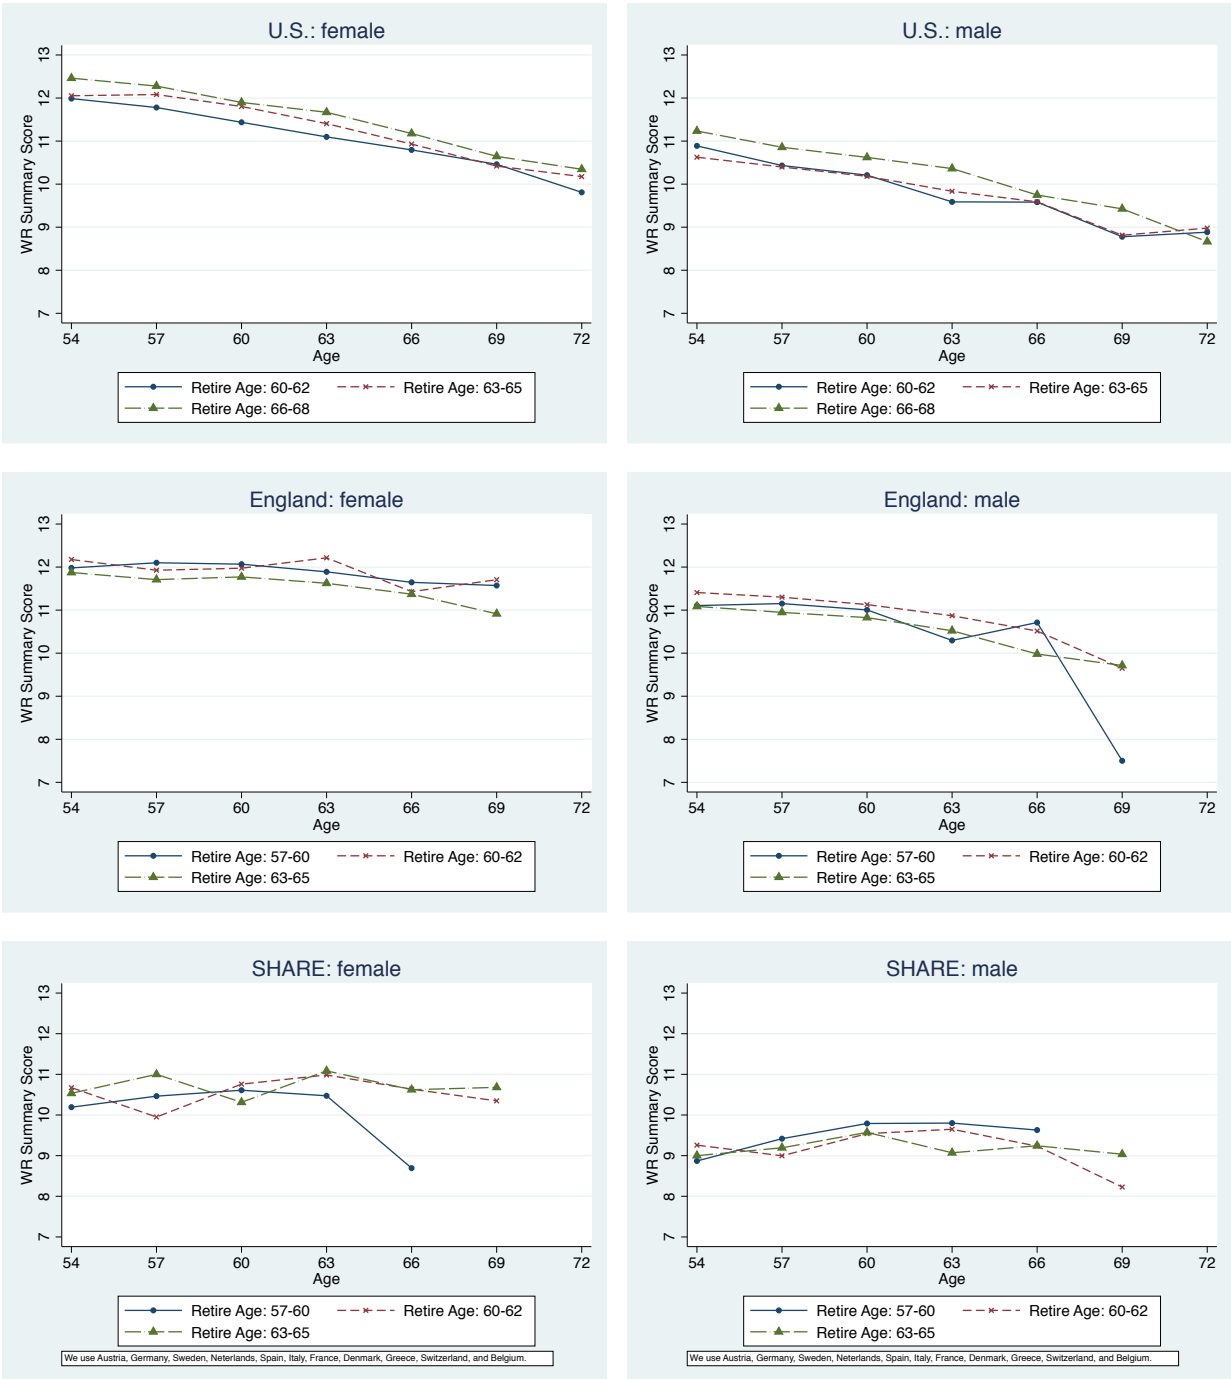 U.S.: female
WR Summary Score
13
12
11
10
9
8
7
54 57 60 63 66 69 72
Age
Retire Age: 60-62 Retire Age: 63-65
Retire Age: 66-68
U.S.: male
WR Summary Score
13
12
11
10
9
8
7
54 57 60 63 66 69 72
Age
Retire Age: 60-62 Retire Age: 63-65
Retire Age: 66-68
England: female
WR Summary Score
13
12
11
10
9
8
7
54 57 60 63 66 69 72
Age
Retire Age: 57-60 Retire Age: 60-62
Retire Age: 63-65
England: male
WR Summary Score
13
12
11
10
9
8
7
54 57 60 63 66 69 72
Age
Retire Age: 57-60 Retire Age: 60-62
Retire Age: 63-65
SHARE: female
WR Summary Score
13
12
11
10
9
8
7
54 57 60 63 66 69 72
Age
Retire Age: 57-60 Retire Age: 60-62
Retire Age: 63-65
We use Austria, Germany, Sweden, Neterlands, Spain, Italy, France, Denmark, Greece, Switzerland, and Belgium.
SHARE: male
WR Summary Score
13
12
11
10
9
8
7
54 57 60 63 66 69 72
Age
Retire Age: 57-60 Retire Age: 60-62
Retire Age: 63-65
We use Austria, Germany, Sweden, Neterlands, Spain, Italy, France, Denmark, Greece, Switzerland, and Belgium.